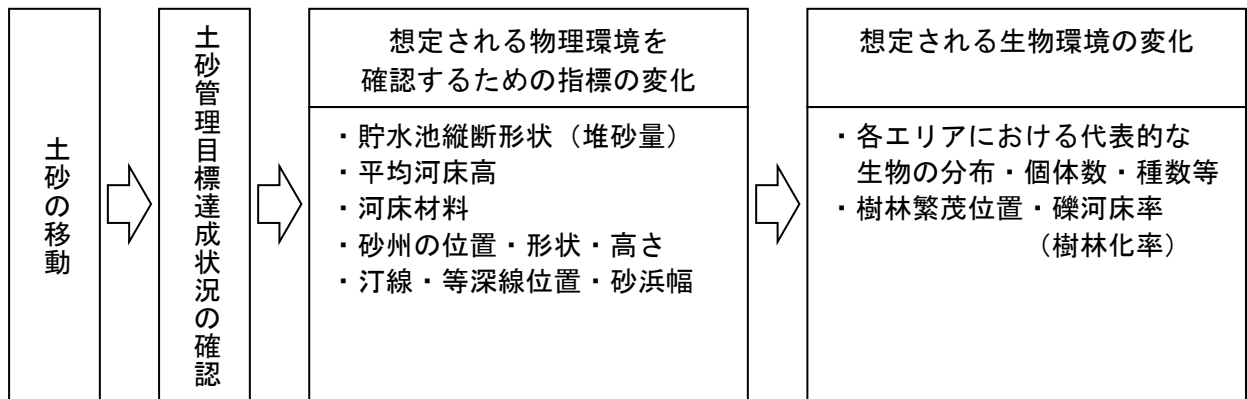 土砂の移動
土砂管理目標達成状況の確認
想定される物理環境を
確認するための指標の変化
・貯水池縦断形状（堆砂量）
・平均河床高
・河床材料
・砂州の位置・形状・高さ
・汀線・等深線位置・砂浜幅
想定される生物環境の変化
・各エリアにおける代表的な
生物の分布・個体数・種数等
・樹林繁茂位置・礫河床率
（樹林化率）